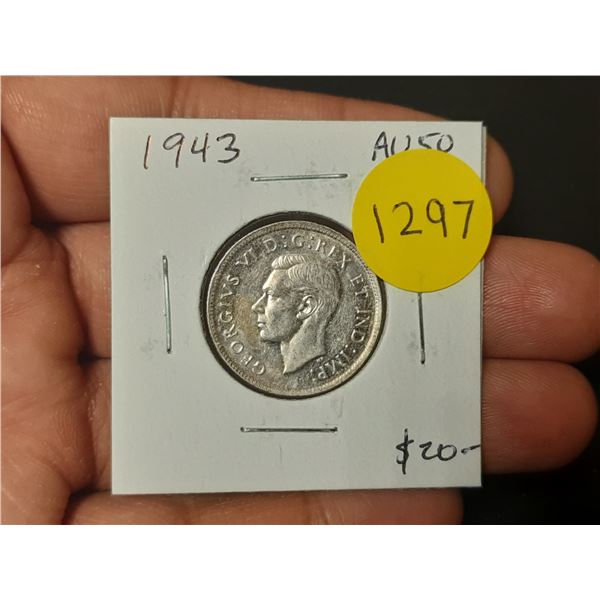 1943
AU50
1297
GEORGIVS VI D:G:REX ET IND:IMP:
$20-